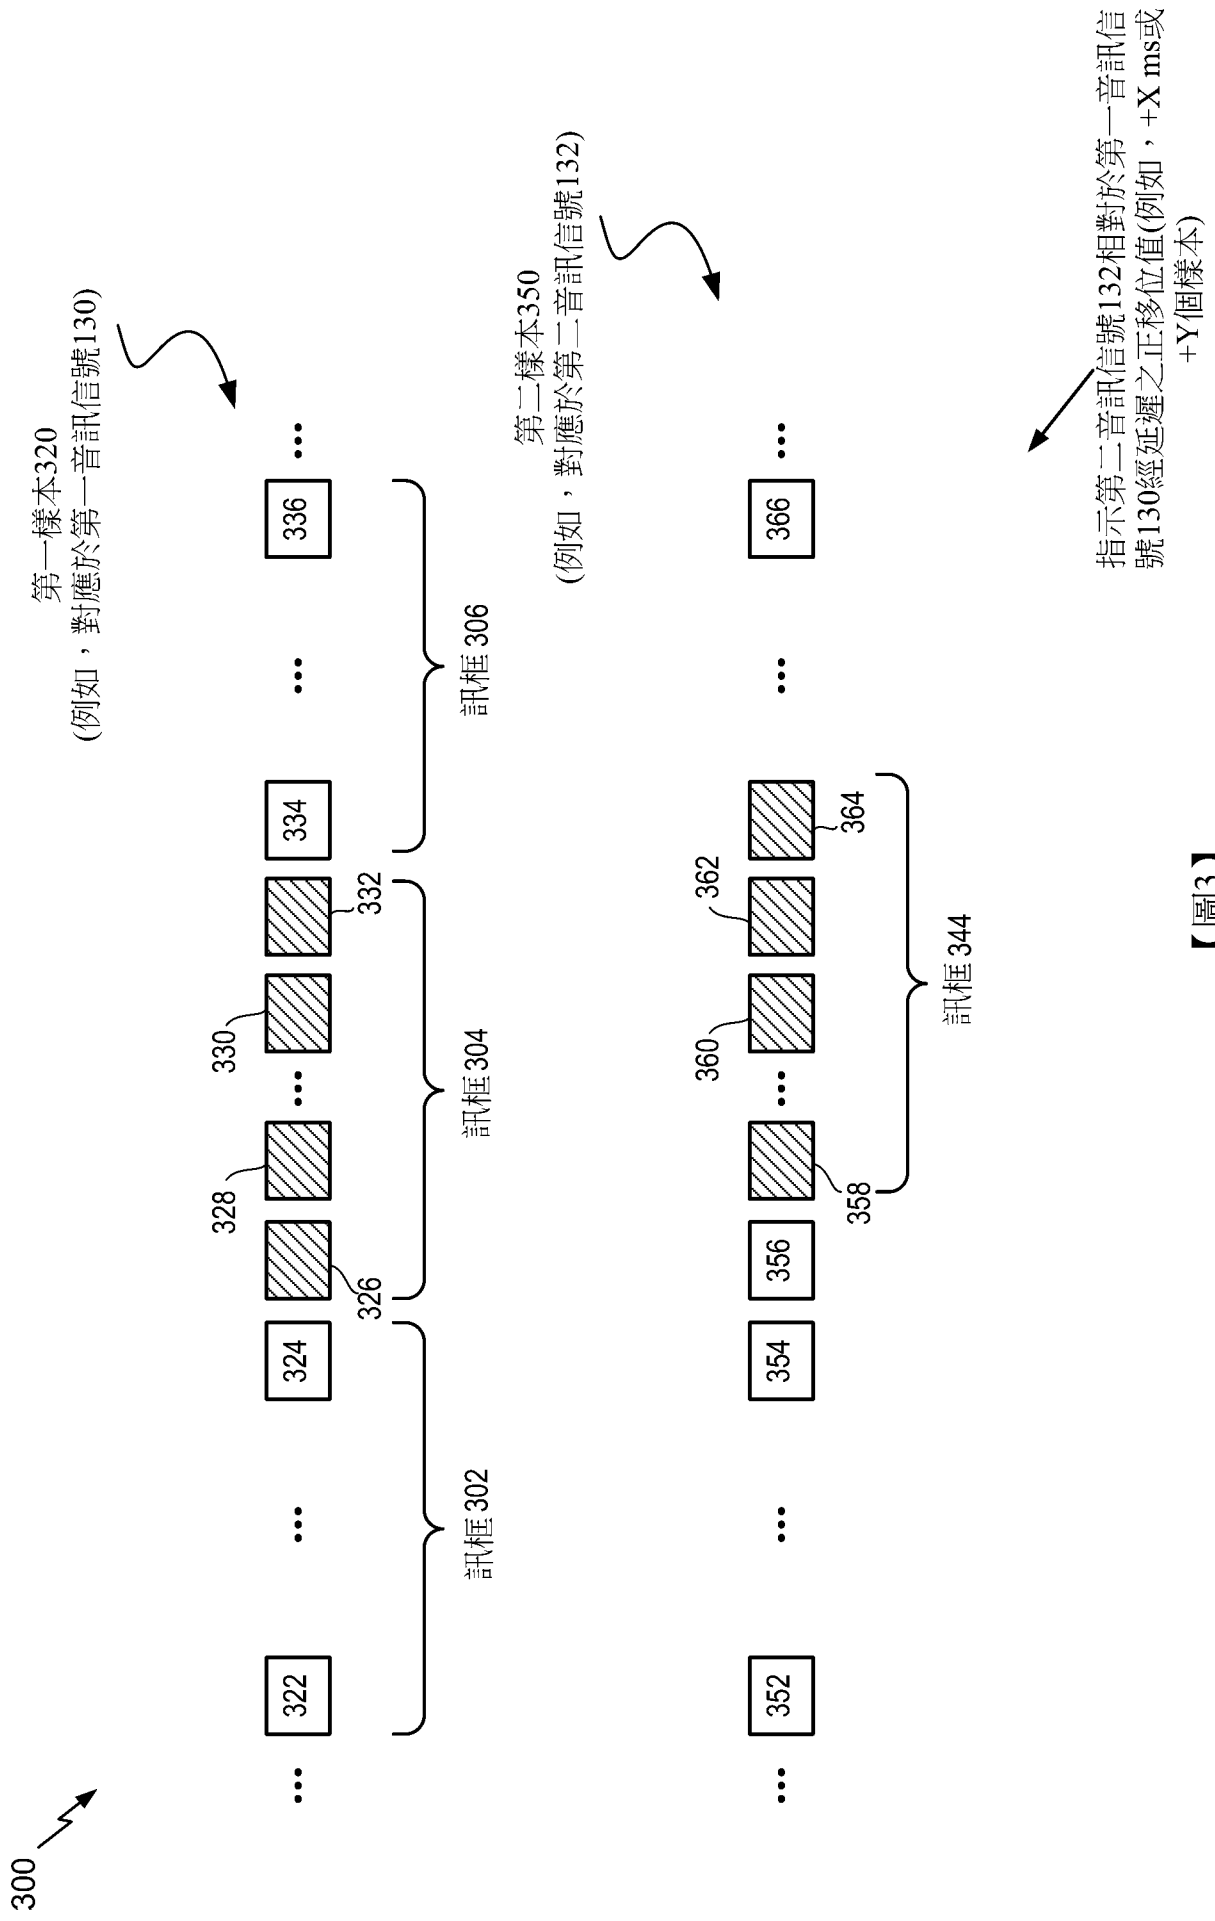 300
第一樣本320
(例如，對應於第一音訊信號130)
...
322
...
324
326
328
...
330
332
334
...
336
...
訊框 302
訊框 304
訊框 306
第二樣本350
(例如，對應於第二音訊信號132)
...
352
...
354
356
358
...
360
362
364
...
366
...
訊框 344
指示第二音訊信號132相對於第一音訊信
號130經延遲之正移位值(例如，+X ms或
+Y個樣本)
【圖3】